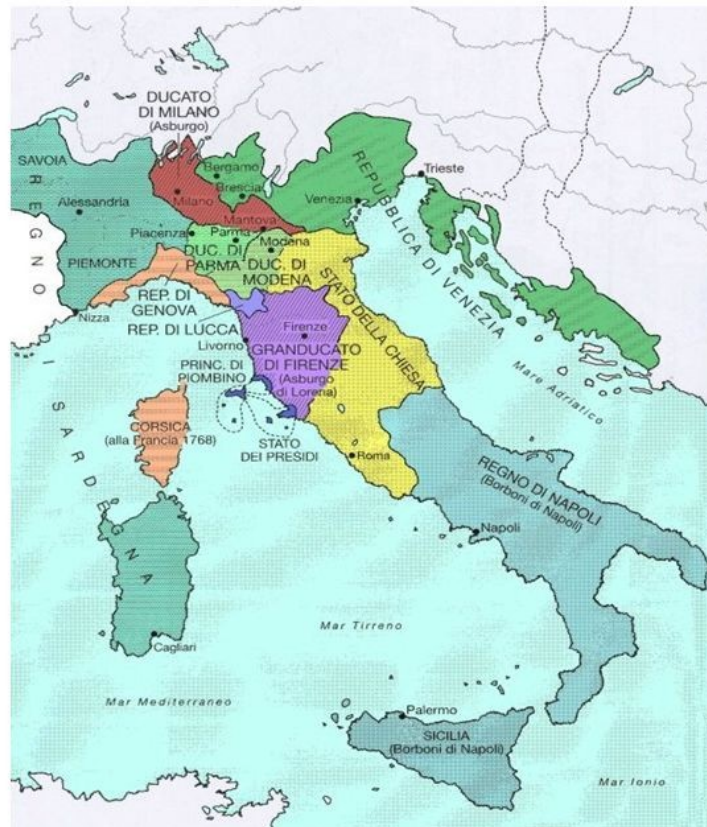 DUCATO
DI MILANO
(Asburgo)
SAVOIA
Bergamo
Brescia
Trieste
Venezia
REPUBBLICA DI VENEZIA
Alessandria
Milano
Mantova
Piacenza
Parma
Modena
DUC. DI
PARMA
DUC. DI
MODENA
PIEMONTE
REGNO DI SARDEGNA
REP. DI
GENOVA
Nizza
REP. DI LUCCA
Livorno
Firenze
GRANDUCATO
DI FIRENZE
(Asburgo
di Lorena)
STATO DELLA CHIESA
PRINC. DI
PIOMBINO
Mare Adriatico
CORSICA
(alla Francia 1768)
STATO
DEI PRESIDI
Roma
REGNO DI NAPOLI
(Borboni di Napoli)
Napoli
Cagliari
Mar Tirreno
Mar Mediterraneo
Palermo
SICILIA
(Borboni di Napoli)
Mar Ionio